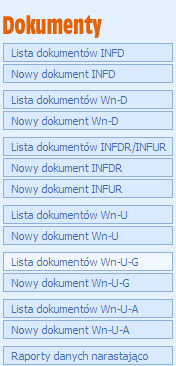 Dokumenty
Lista dokumentów INFD
Nowy dokument INFD
Lista dokumentów Wn-D
Nowy dokument Wn-D
Lista dokumentów INFDR/INFUR
Nowy dokument INFDR
Nowy dokument INFUR
Lista dokumentów Wn-U
Nowy dokument Wn-U
Lista dokumentów Wn-U-G
Nowy dokument Wn-U-G
Lista dokumentów Wn-U-A
Nowy dokument Wn-U-A
Raporty danych narastająco